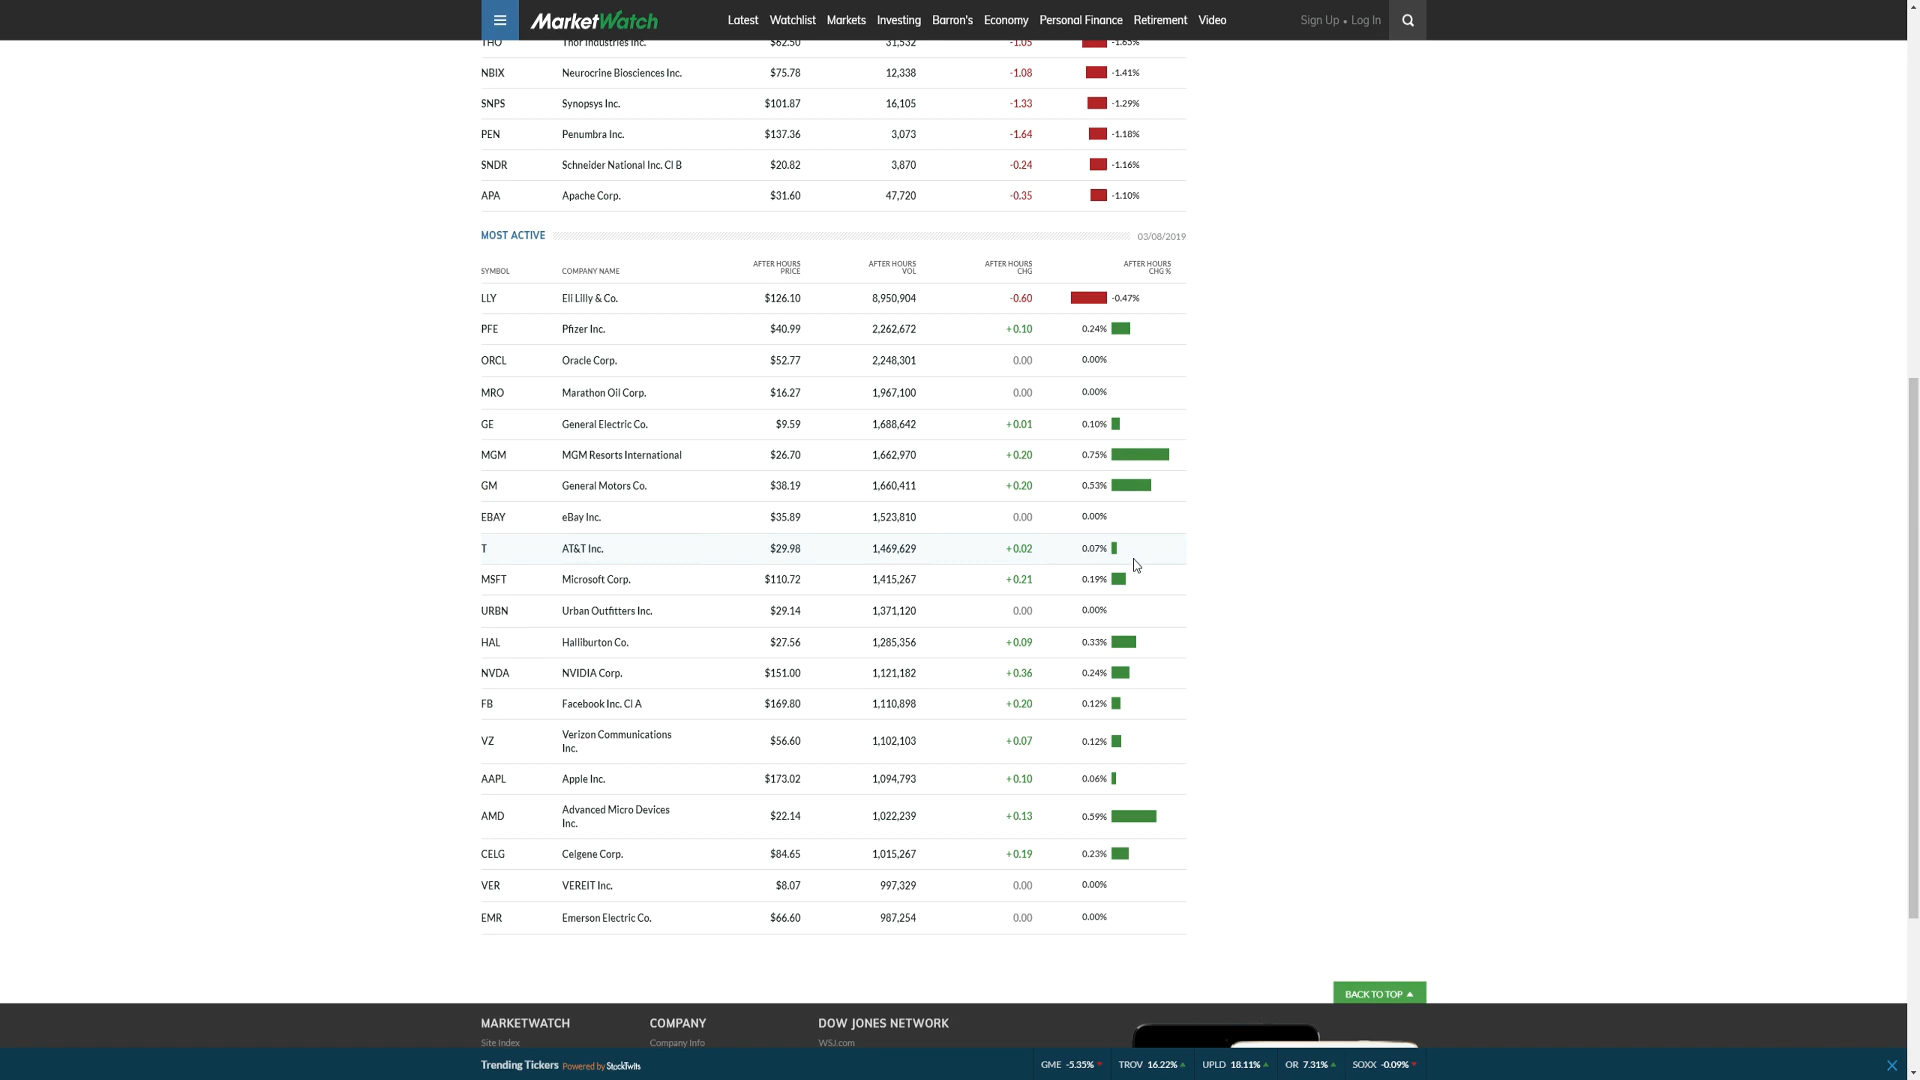 MarketWatch
Latest Watchlist Markets Investing Barron's Economy Personal Finance Retirement Video
Sign Up • Log In
THO Thor Industries Inc. $62.50 31,532 -1.05 -1.65%
NBIX Neurocrine Biosciences Inc. $75.78 12,338 -1.08 -1.41%
SNPS Synopsys Inc. $101.87 16,105 -1.33 -1.29%
PEN Penumbra Inc. $137.36 3,073 -1.64 -1.18%
SNDR Schneider National Inc. Cl B $20.82 3,870 -0.24 -1.16%
APA Apache Corp. $31.60 47,720 -0.35 -1.10%
MOST ACTIVE 03/08/2019
AFTER HOURS AFTER HOURS AFTER HOURS AFTER HOURS
SYMBOL COMPANY NAME PRICE VOL CHG CHG %
LLY Eli Lilly & Co. $126.10 8,950,904 -0.60 -0.47%
PFE Pfizer Inc. $40.99 2,262,672 +0.10 0.24%
ORCL Oracle Corp. $52.77 2,248,301 0.00 0.00%
MRO Marathon Oil Corp. $16.27 1,967,100 0.00 0.00%
GE General Electric Co. $9.59 1,688,642 +0.01 0.10%
MGM MGM Resorts International $26.70 1,662,970 +0.20 0.75%
GM General Motors Co. $38.19 1,660,411 +0.20 0.53%
EBAY eBay Inc. $35.89 1,523,810 0.00 0.00%
T AT&T Inc. $29.98 1,469,629 +0.02 0.07%
MSFT Microsoft Corp. $110.72 1,415,267 +0.21 0.19%
URBN Urban Outfitters Inc. $29.14 1,371,120 0.00 0.00%
HAL Halliburton Co. $27.56 1,285,356 +0.09 0.33%
NVDA NVIDIA Corp. $151.00 1,121,182 +0.36 0.24%
FB Facebook Inc. Cl A $169.80 1,110,898 +0.20 0.12%
VZ Verizon Communications $56.60 1,102,103 +0.07 0.12%
Inc.
AAPL Apple Inc. $173.02 1,094,793 +0.10 0.06%
AMD Advanced Micro Devices $22.14 1,022,239 +0.13 0.59%
Inc.
CELG Celgene Corp. $84.65 1,015,267 +0.19 0.23%
VER VEREIT Inc. $8.07 997,329 0.00 0.00%
EMR Emerson Electric Co. $66.60 987,254 0.00 0.00%
BACK TO TOP
MARKETWATCH COMPANY DOW JONES NETWORK
Site Index Company Info WSJ.com
Trending Tickers Powered by StockTwits GME -5.35% TROV 16.22% UPLD 18.11% OR 7.31% SOXX -0.09%